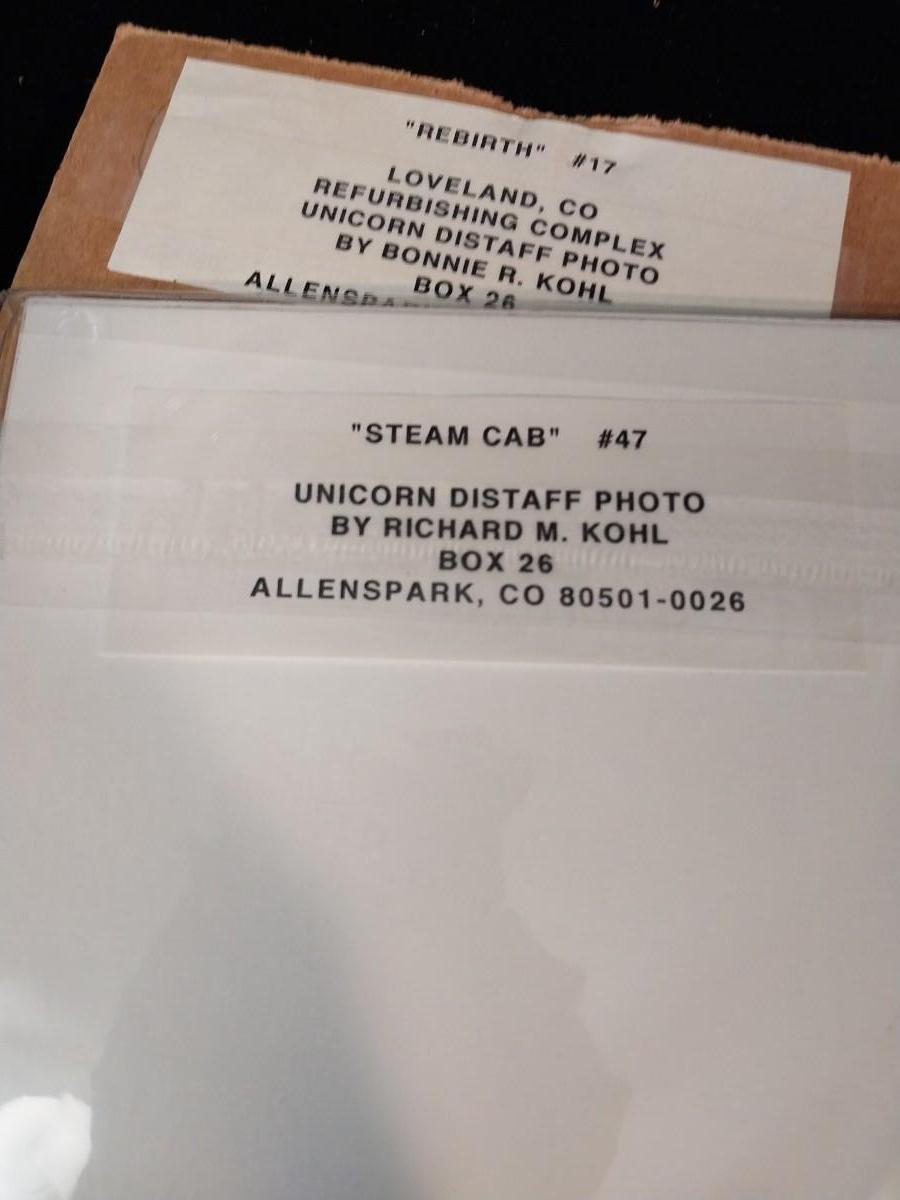 "REBIRTH" #17
LOVELAND, CO
REFURBISHING COMPLEX
UNICORN DISTAFF PHOTO
BY BONNIE R. KOHL
BOX 26
"STEAM CAB" #47
UNICORN DISTAFF PHOTO
BY RICHARD M. KOHL
BOX 26
ALLENSPARK, CO 80501-0026